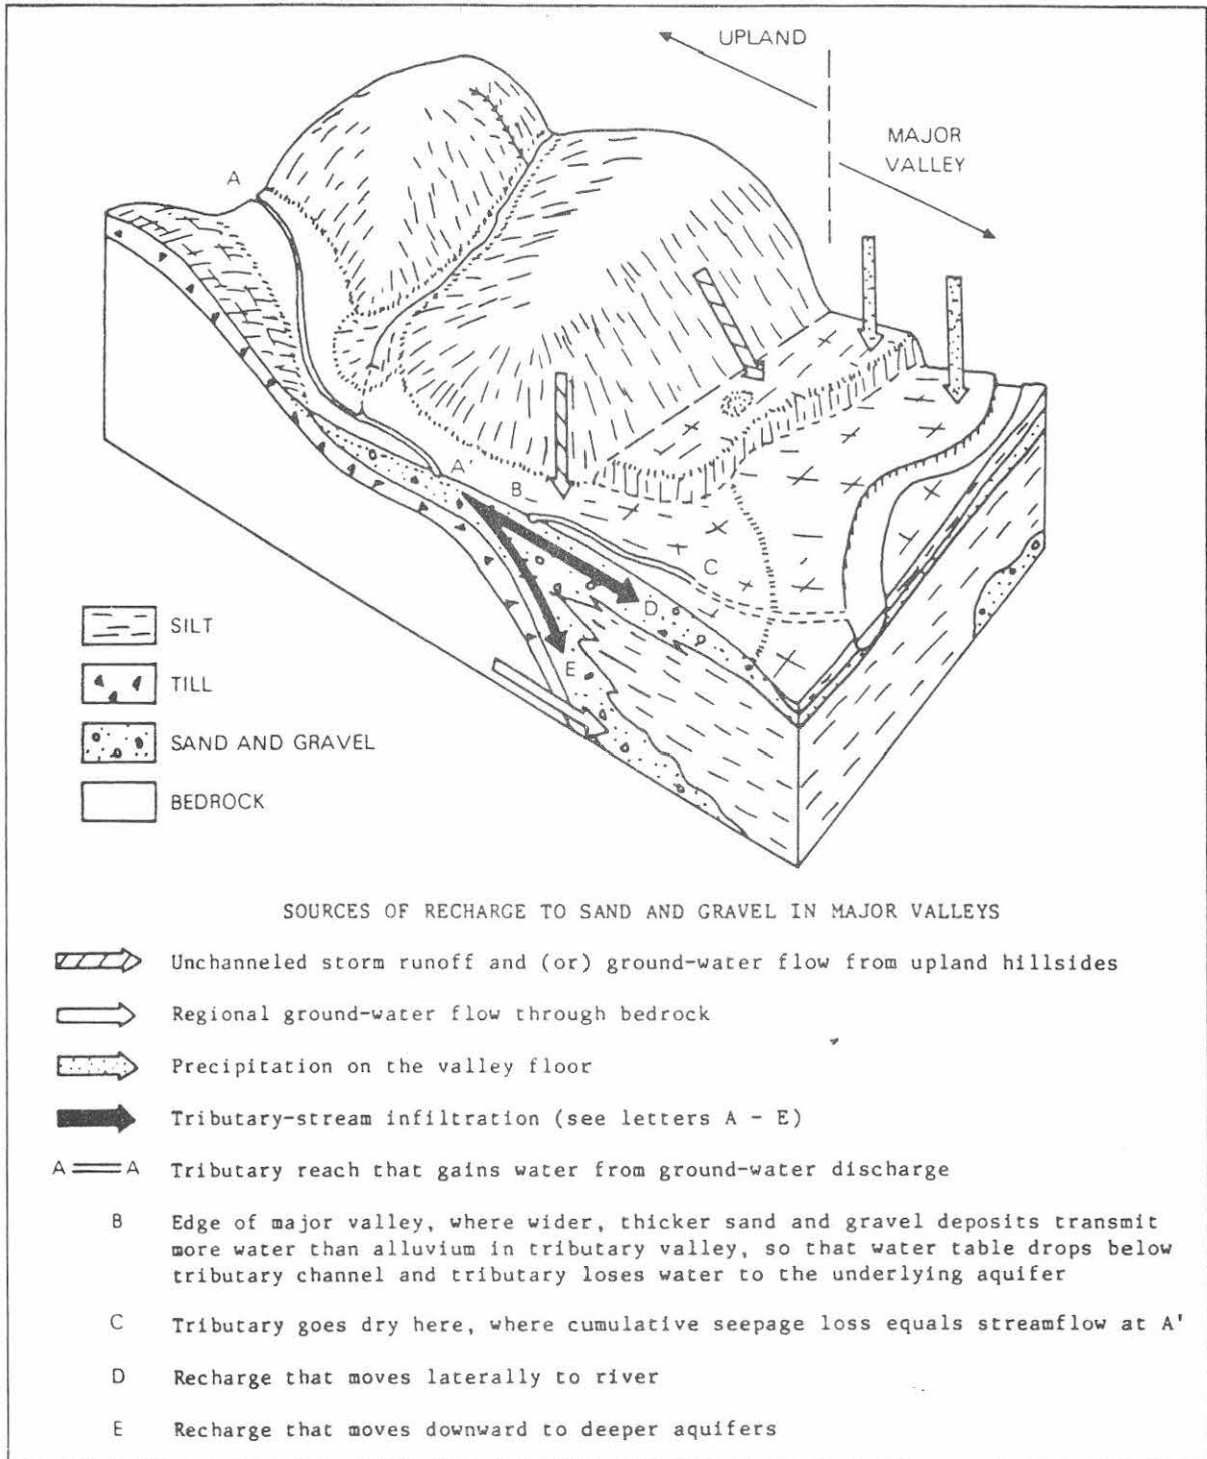 UPLAND
MAJOR
VALLEY
A
A'
B
C
D
E
SILT
TILL
SAND AND GRAVEL
BEDROCK
SOURCES OF RECHARGE TO SAND AND GRAVEL IN MAJOR VALLEYS
Unchanneled storm runoff and (or) ground-water flow from upland hillsides
Regional ground-water flow through bedrock
Precipitation on the valley floor
Tributary-stream infiltration (see letters A - E)
A A Tributary reach that gains water from ground-water discharge
B Edge of major valley, where wider, thicker sand and gravel deposits transmit
more water than alluvium in tributary valley, so that water table drops below
tributary channel and tributary loses water to the underlying aquifer
C Tributary goes dry here, where cumulative seepage loss equals streamflow at A'
D Recharge that moves laterally to river
E Recharge that moves downward to deeper aquifers